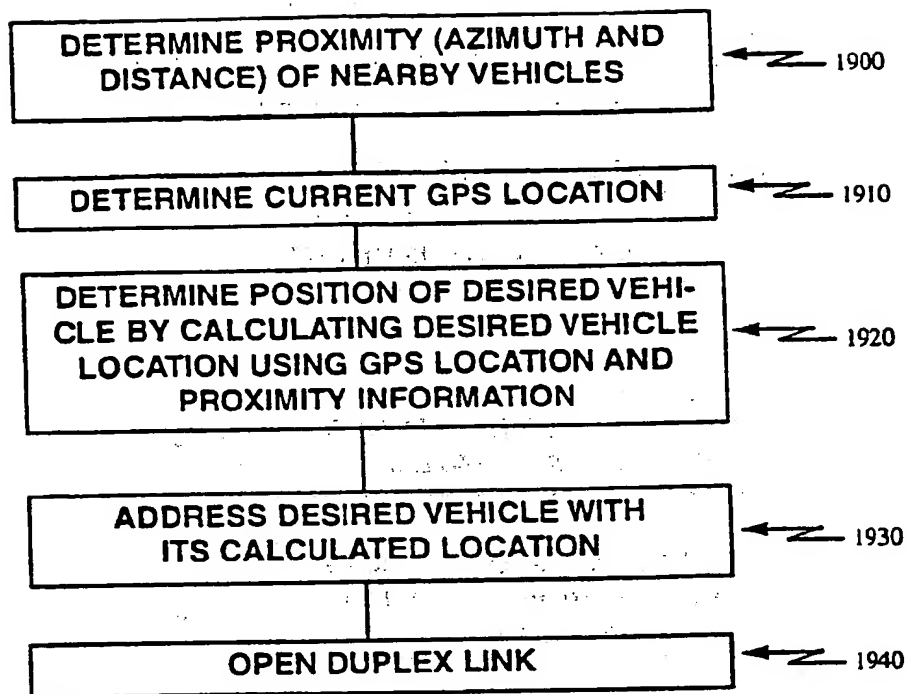 DETERMINE PROXIMITY (AZIMUTH AND
DISTANCE) OF NEARBY VEHICLES
1900
DETERMINE CURRENT GPS LOCATION
1910
DETERMINE POSITION OF DESIRED VEHI-
CLE BY CALCULATING DESIRED VEHICLE
LOCATION USING GPS LOCATION AND
PROXIMITY INFORMATION
1920
ADDRESS DESIRED VEHICLE WITH
ITS CALCULATED LOCATION
1930
OPEN DUPLEX LINK
1940